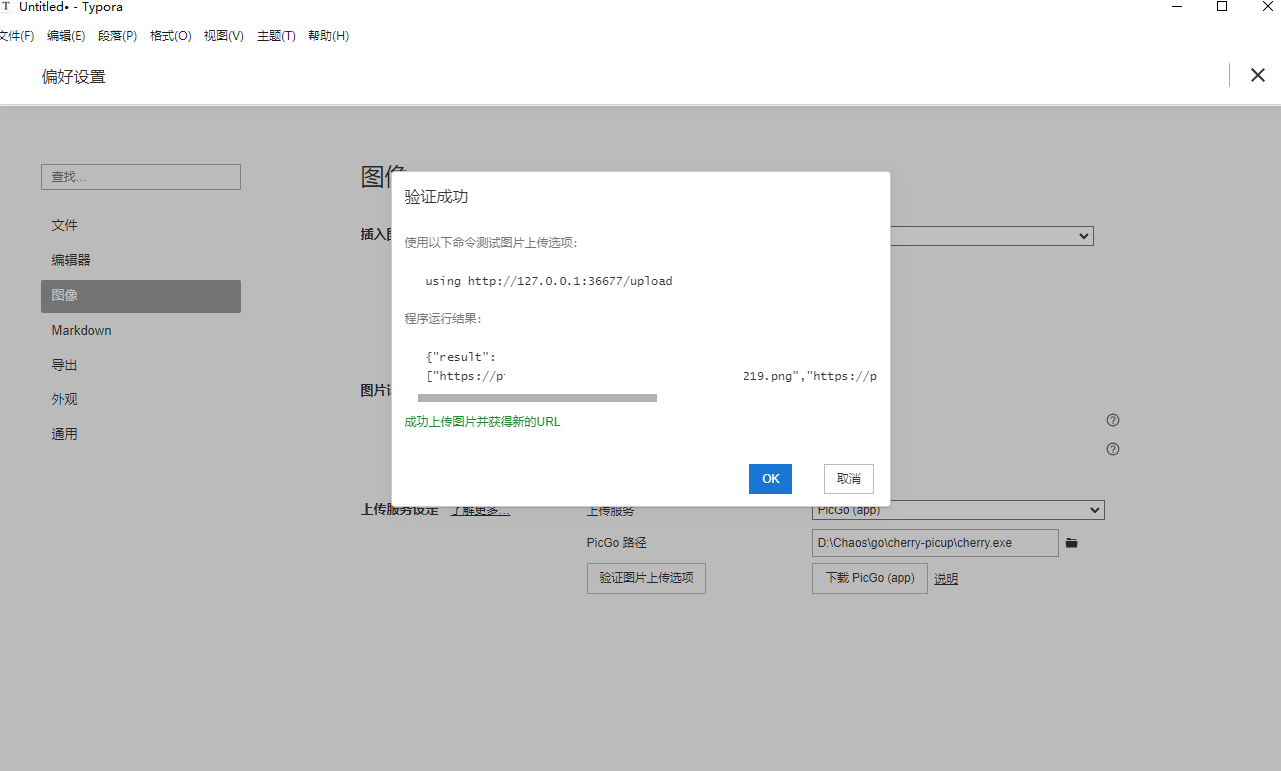 T Untitled• - Typora
文件(F) 编辑(E) 段落(P) 格式(O) 视图(V) 主题(T) 帮助(H)
偏好设置
查找...
文件
编辑器
图像
Markdown
导出
外观
通用
图像
插入图
验证成功
使用以下命令测试图片上传选项:
using http://127.0.0.1:36677/upload
程序运行结果:
{"result":
["https://p 219.png","https://p
成功上传图片并获得新的URL
OK 取消
图片
上传服务设定 了解更多... 上传服务 PicGo (app)
PicGo 路径 D:\Chaos\go\cherry-picup\cherry.exe
验证图片上传选项 下载 PicGo (app) 说明